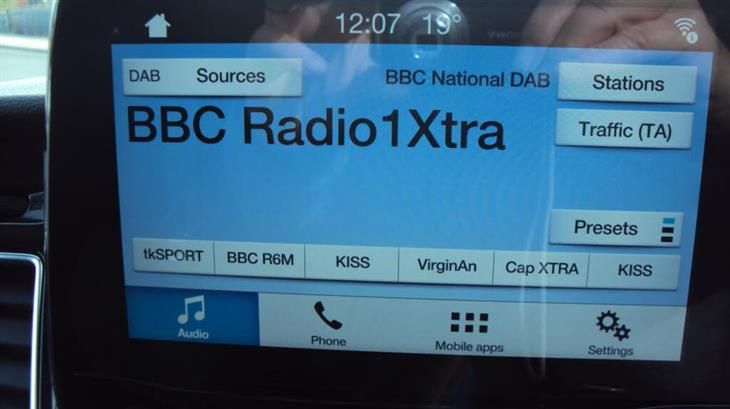 12:07 19°
DAB Sources
BBC National DAB
Stations
BBC Radio1Xtra
Traffic (TA)
Presets
tkSPORT BBC R6M KISS VirginAn Cap XTRA KISS
Audio Phone Mobile apps Settings